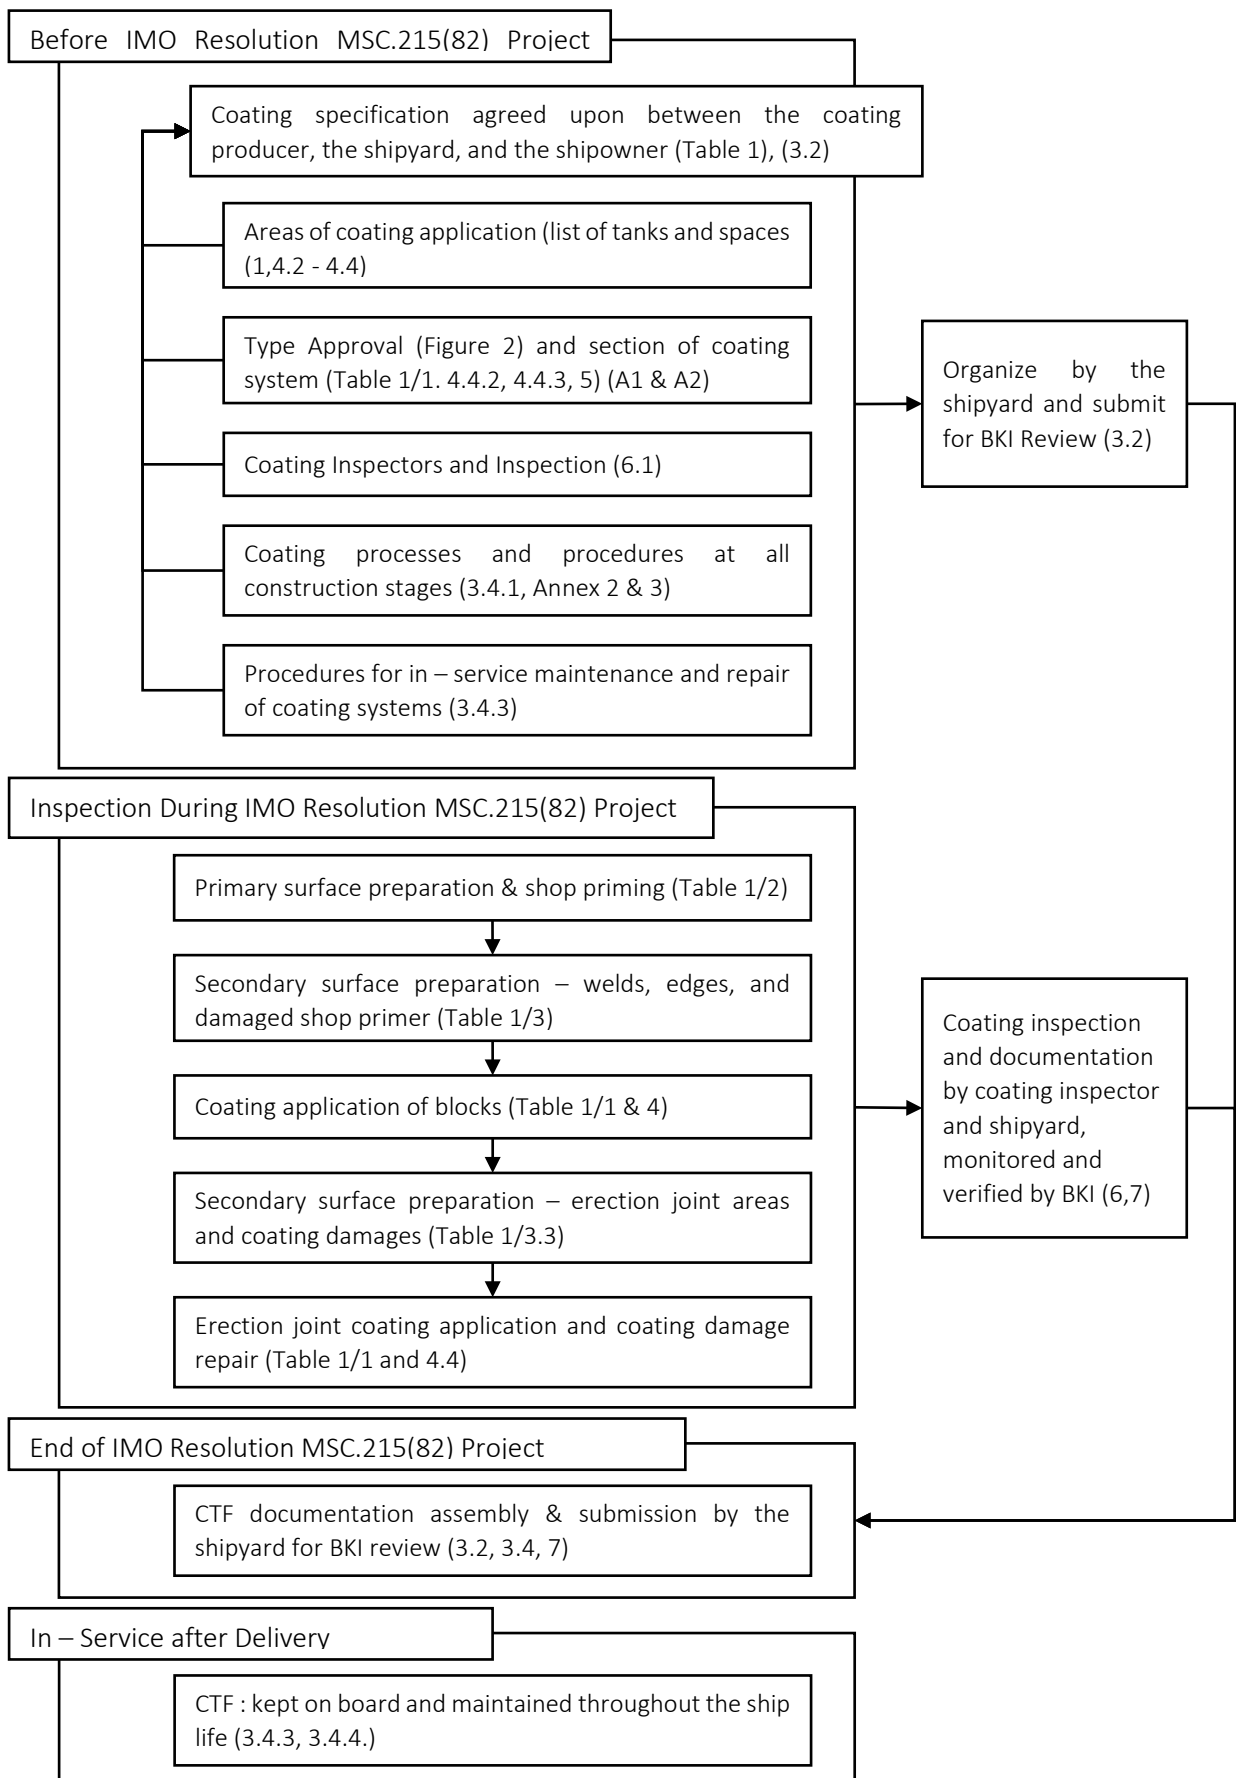 Before IMO Resolution MSC.215(82) Project
Coating specification agreed upon between the coating
producer, the shipyard, and the shipowner (Table 1), (3.2)
Areas of coating application (list of tanks and spaces
(1,4.2 - 4.4)
Type Approval (Figure 2) and section of coating
system (Table 1/1. 4.4.2, 4.4.3, 5) (A1 & A2)
Coating Inspectors and Inspection (6.1)
Coating processes and procedures at all
construction stages (3.4.1, Annex 2 & 3)
Procedures for in – service maintenance and repair
of coating systems (3.4.3)
Organize by the
shipyard and submit
for BKI Review (3.2)
Inspection During IMO Resolution MSC.215(82) Project
Primary surface preparation & shop priming (Table 1/2)
Secondary surface preparation – welds, edges, and
damaged shop primer (Table 1/3)
Coating application of blocks (Table 1/1 & 4)
Secondary surface preparation – erection joint areas
and coating damages (Table 1/3.3)
Erection joint coating application and coating damage
repair (Table 1/1 and 4.4)
Coating inspection
and documentation
by coating inspector
and shipyard,
monitored and
verified by BKI (6,7)
End of IMO Resolution MSC.215(82) Project
CTF documentation assembly & submission by the
shipyard for BKI review (3.2, 3.4, 7)
In – Service after Delivery
CTF : kept on board and maintained throughout the ship
life (3.4.3, 3.4.4.)